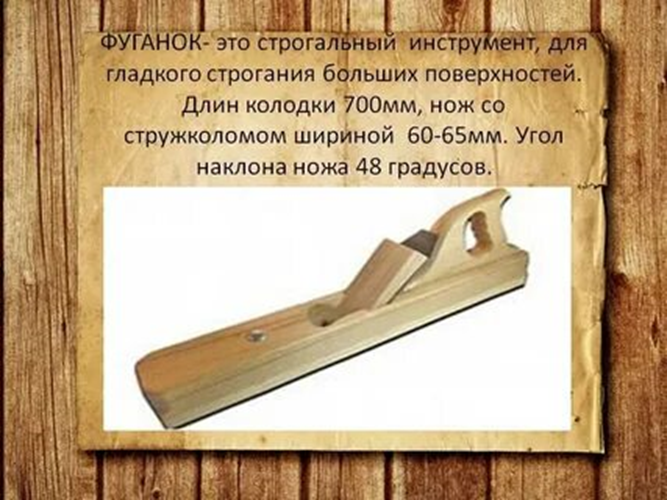 ФУГАНОК- это строгальный инструмент, для
гладкого строгания больших поверхностей.
Длин колодки 700мм, нож со
стружколомом шириной 60-65мм. Угол
наклона ножа 48 градусов.